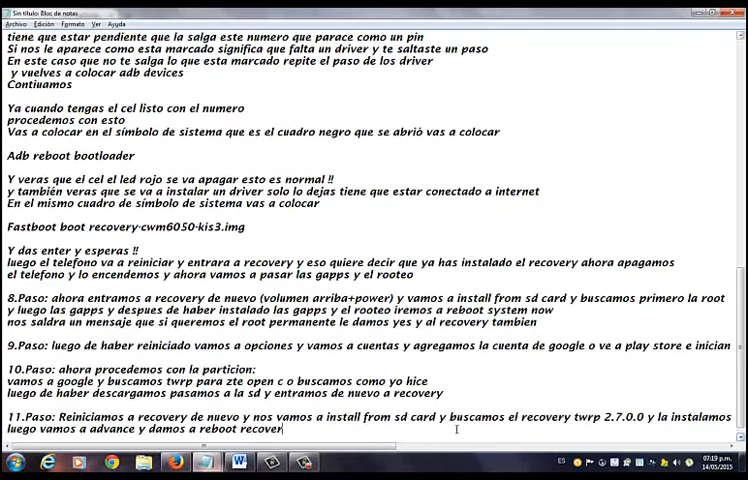 Sin título: Bloc de notas
Archivo Edición Formato Ver Ayuda
tiene que estar pendiente que la salga este numero que parace como un pin
Si nos le aparece como esta marcado significa que falta un driver y te saltaste un paso
En este caso que no te salga lo que esta marcado repite el paso de los driver
y vuelves a colocar adb devices
Contiuamos
Ya cuando tengas el cel listo con el numero
procedemos con esto
Vas a colocar en el símbolo de sistema que es el cuadro negro que se abrió vas a colocar
Adb reboot bootloader
Y veras que el cel el led rojo se va apagar esto es normal !!
y también veras que se va a instalar un driver solo lo dejas tiene que estar conectado a internet
En el mismo cuadro de símbolo de sistema vas a colocar
Fastboot boot recovery-cwm6050-kis3.img
Y das enter y esperas !!
luego el telefono va a reiniciar y entrara a recovery y eso quiere decir que ya has instalado el recovery ahora apagamos
el telefono y lo encendemos y ahora vamos a pasar las gapps y el rooteo
8.Paso: ahora entramos a recovery de nuevo (volumen arriba+power) y vamos a install from sd card y buscamos primero la root
y luego las gapps y despues de haber instalado las gapps y el rooteo iremos a reboot system now
nos saldra un mensaje que si queremos el root permanente le damos yes y al recovery tambien
9.Paso: luego de haber reiniciado vamos a opciones y vamos a cuentas y agregamos la cuenta de google o ve a play store e inician
10.Paso: ahora procedemos con la particion:
vamos a google y buscamos twrp para zte open c o buscamos como yo hice
luego de haber descargamos pasamos a la sd y entramos de nuevo a recovery
11.Paso: Reiniciamos a recovery de nuevo y nos vamos a install from sd card y buscamos el recovery twrp 2.7.0.0 y la instalamos
luego vamos a advance y damos a reboot recover
ES
07:19 p.m.
14/05/2015